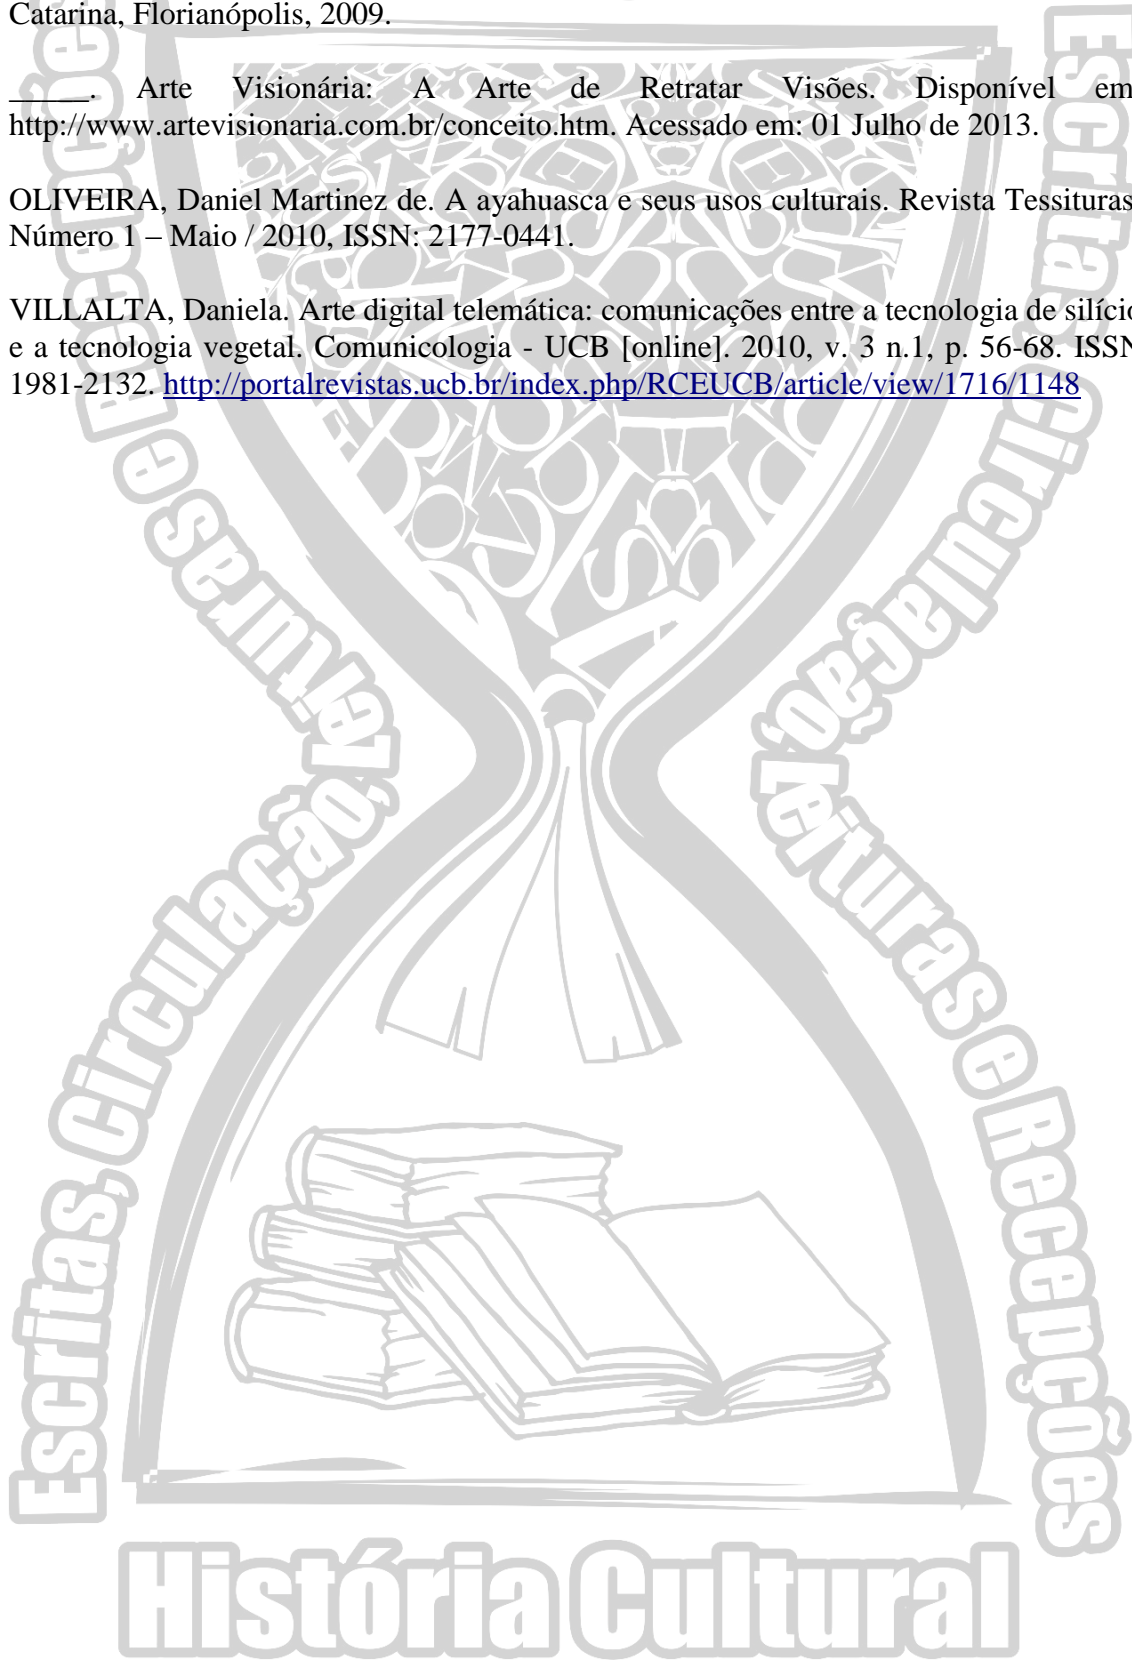 Catarina, Florianópolis, 2009.
_____. Arte Visionária: A Arte de Retratar Visões. Disponível em
http://www.artevisionaria.com.br/conceito.htm. Acessado em: 01 Julho de 2013.
OLIVEIRA, Daniel Martinez de. A ayahuasca e seus usos culturais. Revista Tessituras
Número 1 – Maio / 2010, ISSN: 2177-0441.
VILLALTA, Daniela. Arte digital telemática: comunicações entre a tecnologia de silício
e a tecnologia vegetal. Comunicologia - UCB [online]. 2010, v. 3 n.1, p. 56-68. ISSN
1981-2132. http://portalrevistas.ucb.br/index.php/RCEUCB/article/view/1716/1148
Escritas, Circulação, Leituras e Recepções
Escritas, Circulação, Leituras e Recepções
História Cultural